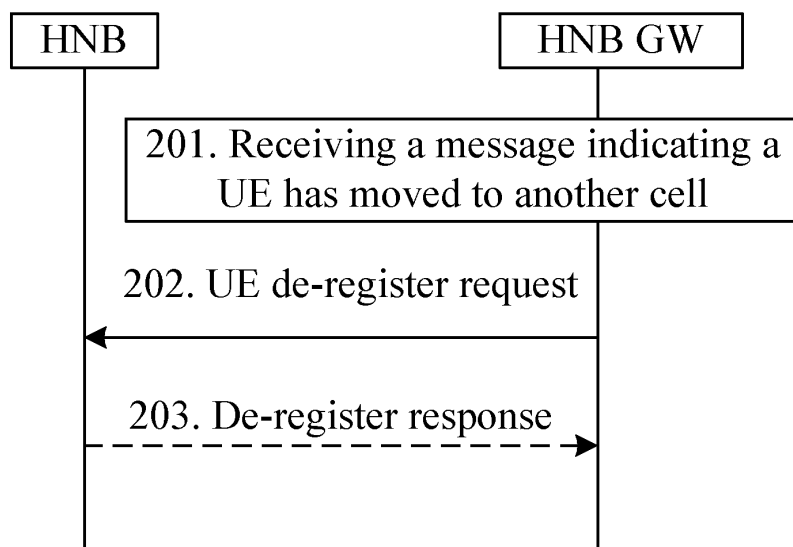 HNB
HNB GW
201. Receiving a message indicating a
UE has moved to another cell
202. UE de-register request
203. De-register response